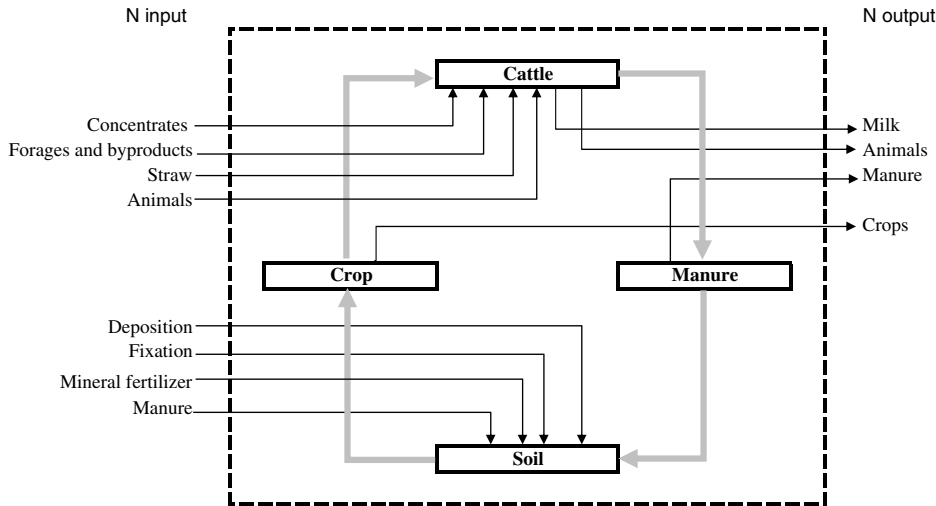 N input
N output
Cattle
Concentrates
Forages and byproducts
Straw
Animals
Milk
Animals
Manure
Crops
Crop
Manure
Deposition
Fixation
Mineral fertilizer
Manure
Soil